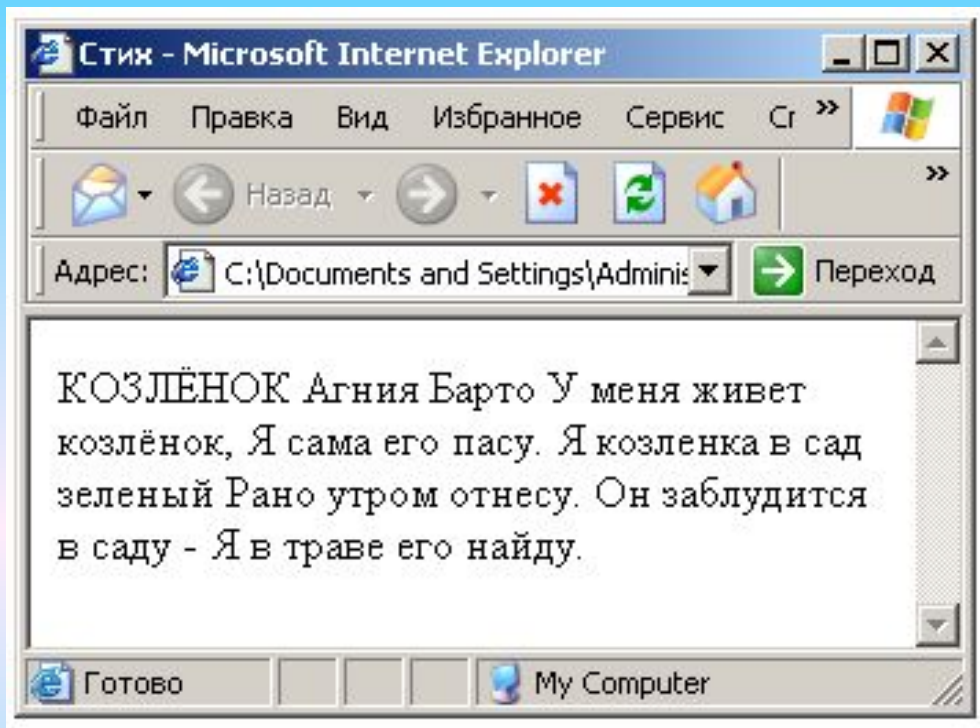 Стих - Microsoft Internet Explorer
Файл Правка Вид Избранное Сервис Сг »
Назад »
Адрес: C:\Documents and Settings\Adminis Переход
КОЗЛЁНОК Агния Барто У меня живет
козлёнок, Я сама его пасу. Я козленка в сад
зеленый Рано утром отнесу. Он заблудится
в саду - Я в траве его найду.
Готово My Computer